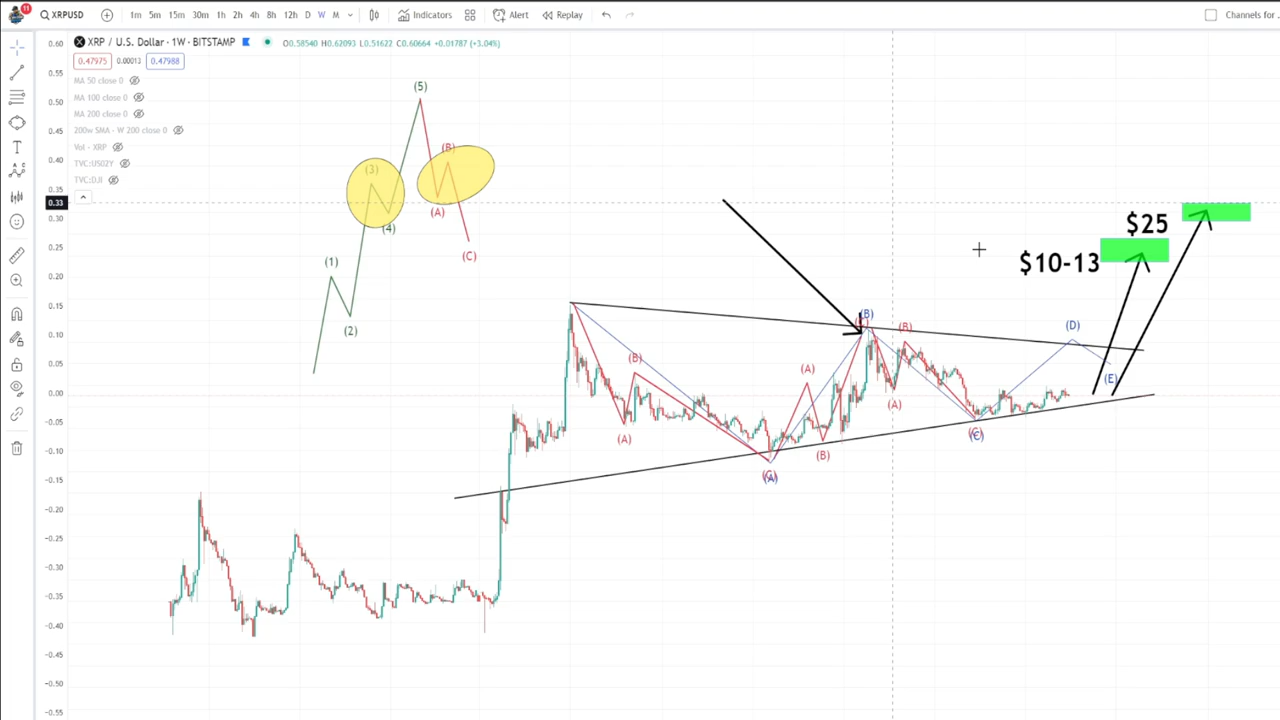 11
XRPUSD 1m 5m 15m 30m 1h 2h 4h 8h 12h D W M Indicators Alert Replay Channels for
XRP / U.S. Dollar · 1W · BITSTAMP O0.58540 H0.62093 L0.51622 C0.60664 +0.01787 (+3.04%)
0.47975 0.00013 0.47988
MA 50 close 0
MA 100 close 0
MA 200 close 0
200w SMA - W 200 close 0
Vol · XRP
TVC:US02Y
TVC:DJI
0.60
0.55
0.50
0.45
0.40
0.35
0.33
0.30
0.25
0.20
0.15
0.10
0.05
0.00
−0.05
−0.10
−0.15
−0.20
−0.25
−0.30
−0.35
−0.40
−0.45
−0.50
−0.55
(5)
(B)
(3)
(A)
(4)
(C)
(1)
(2)
$25
$10-13
(B)
(B)
(D)
(B)
(A)
(E)
(A)
(A)
(B)
(A)